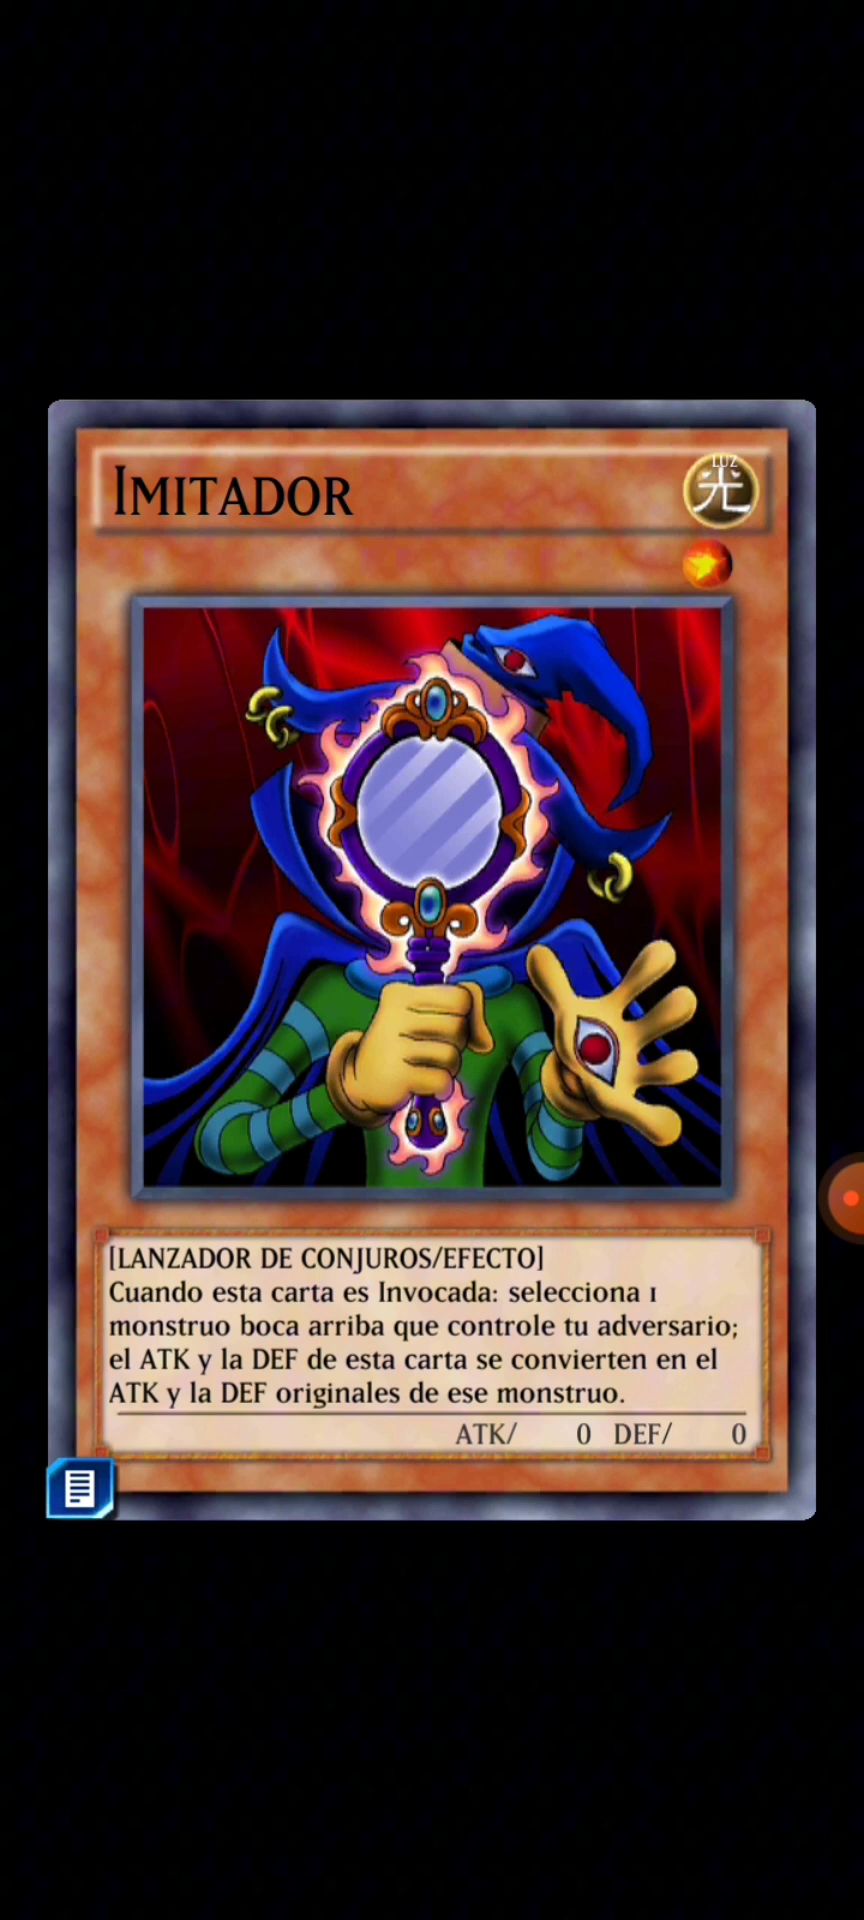 IMITADOR
LUZ
光
[LANZADOR DE CONJUROS/EFECTO]
Cuando esta carta es Invocada: selecciona 1
monstruo boca arriba que controle tu adversario;
el ATK y la DEF de esta carta se convierten en el
ATK y la DEF originales de ese monstruo.
ATK/ 0 DEF/ 0